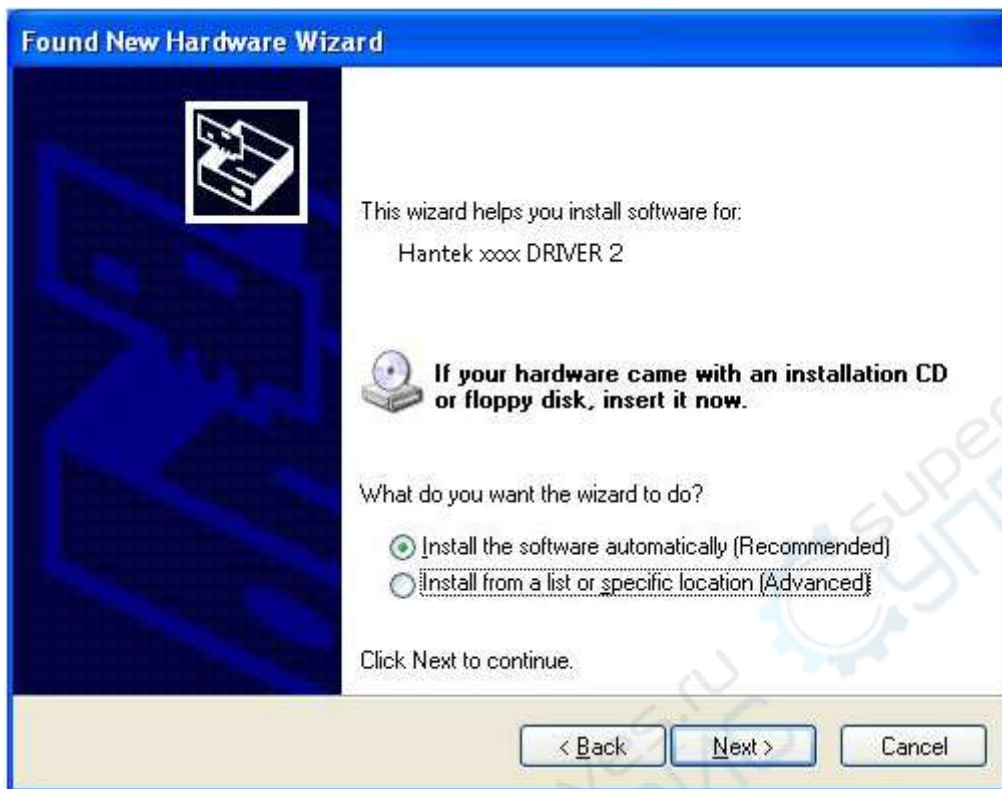 Found New Hardware Wizard
This wizard helps you install software for:
Hantek xxxx DRIVER 2
If your hardware came with an installation CD
or floppy disk, insert it now.
What do you want the wizard to do?
Install the software automatically (Recommended)
Install from a list or specific location (Advanced)
Click Next to continue.
< Back
Next >
Cancel